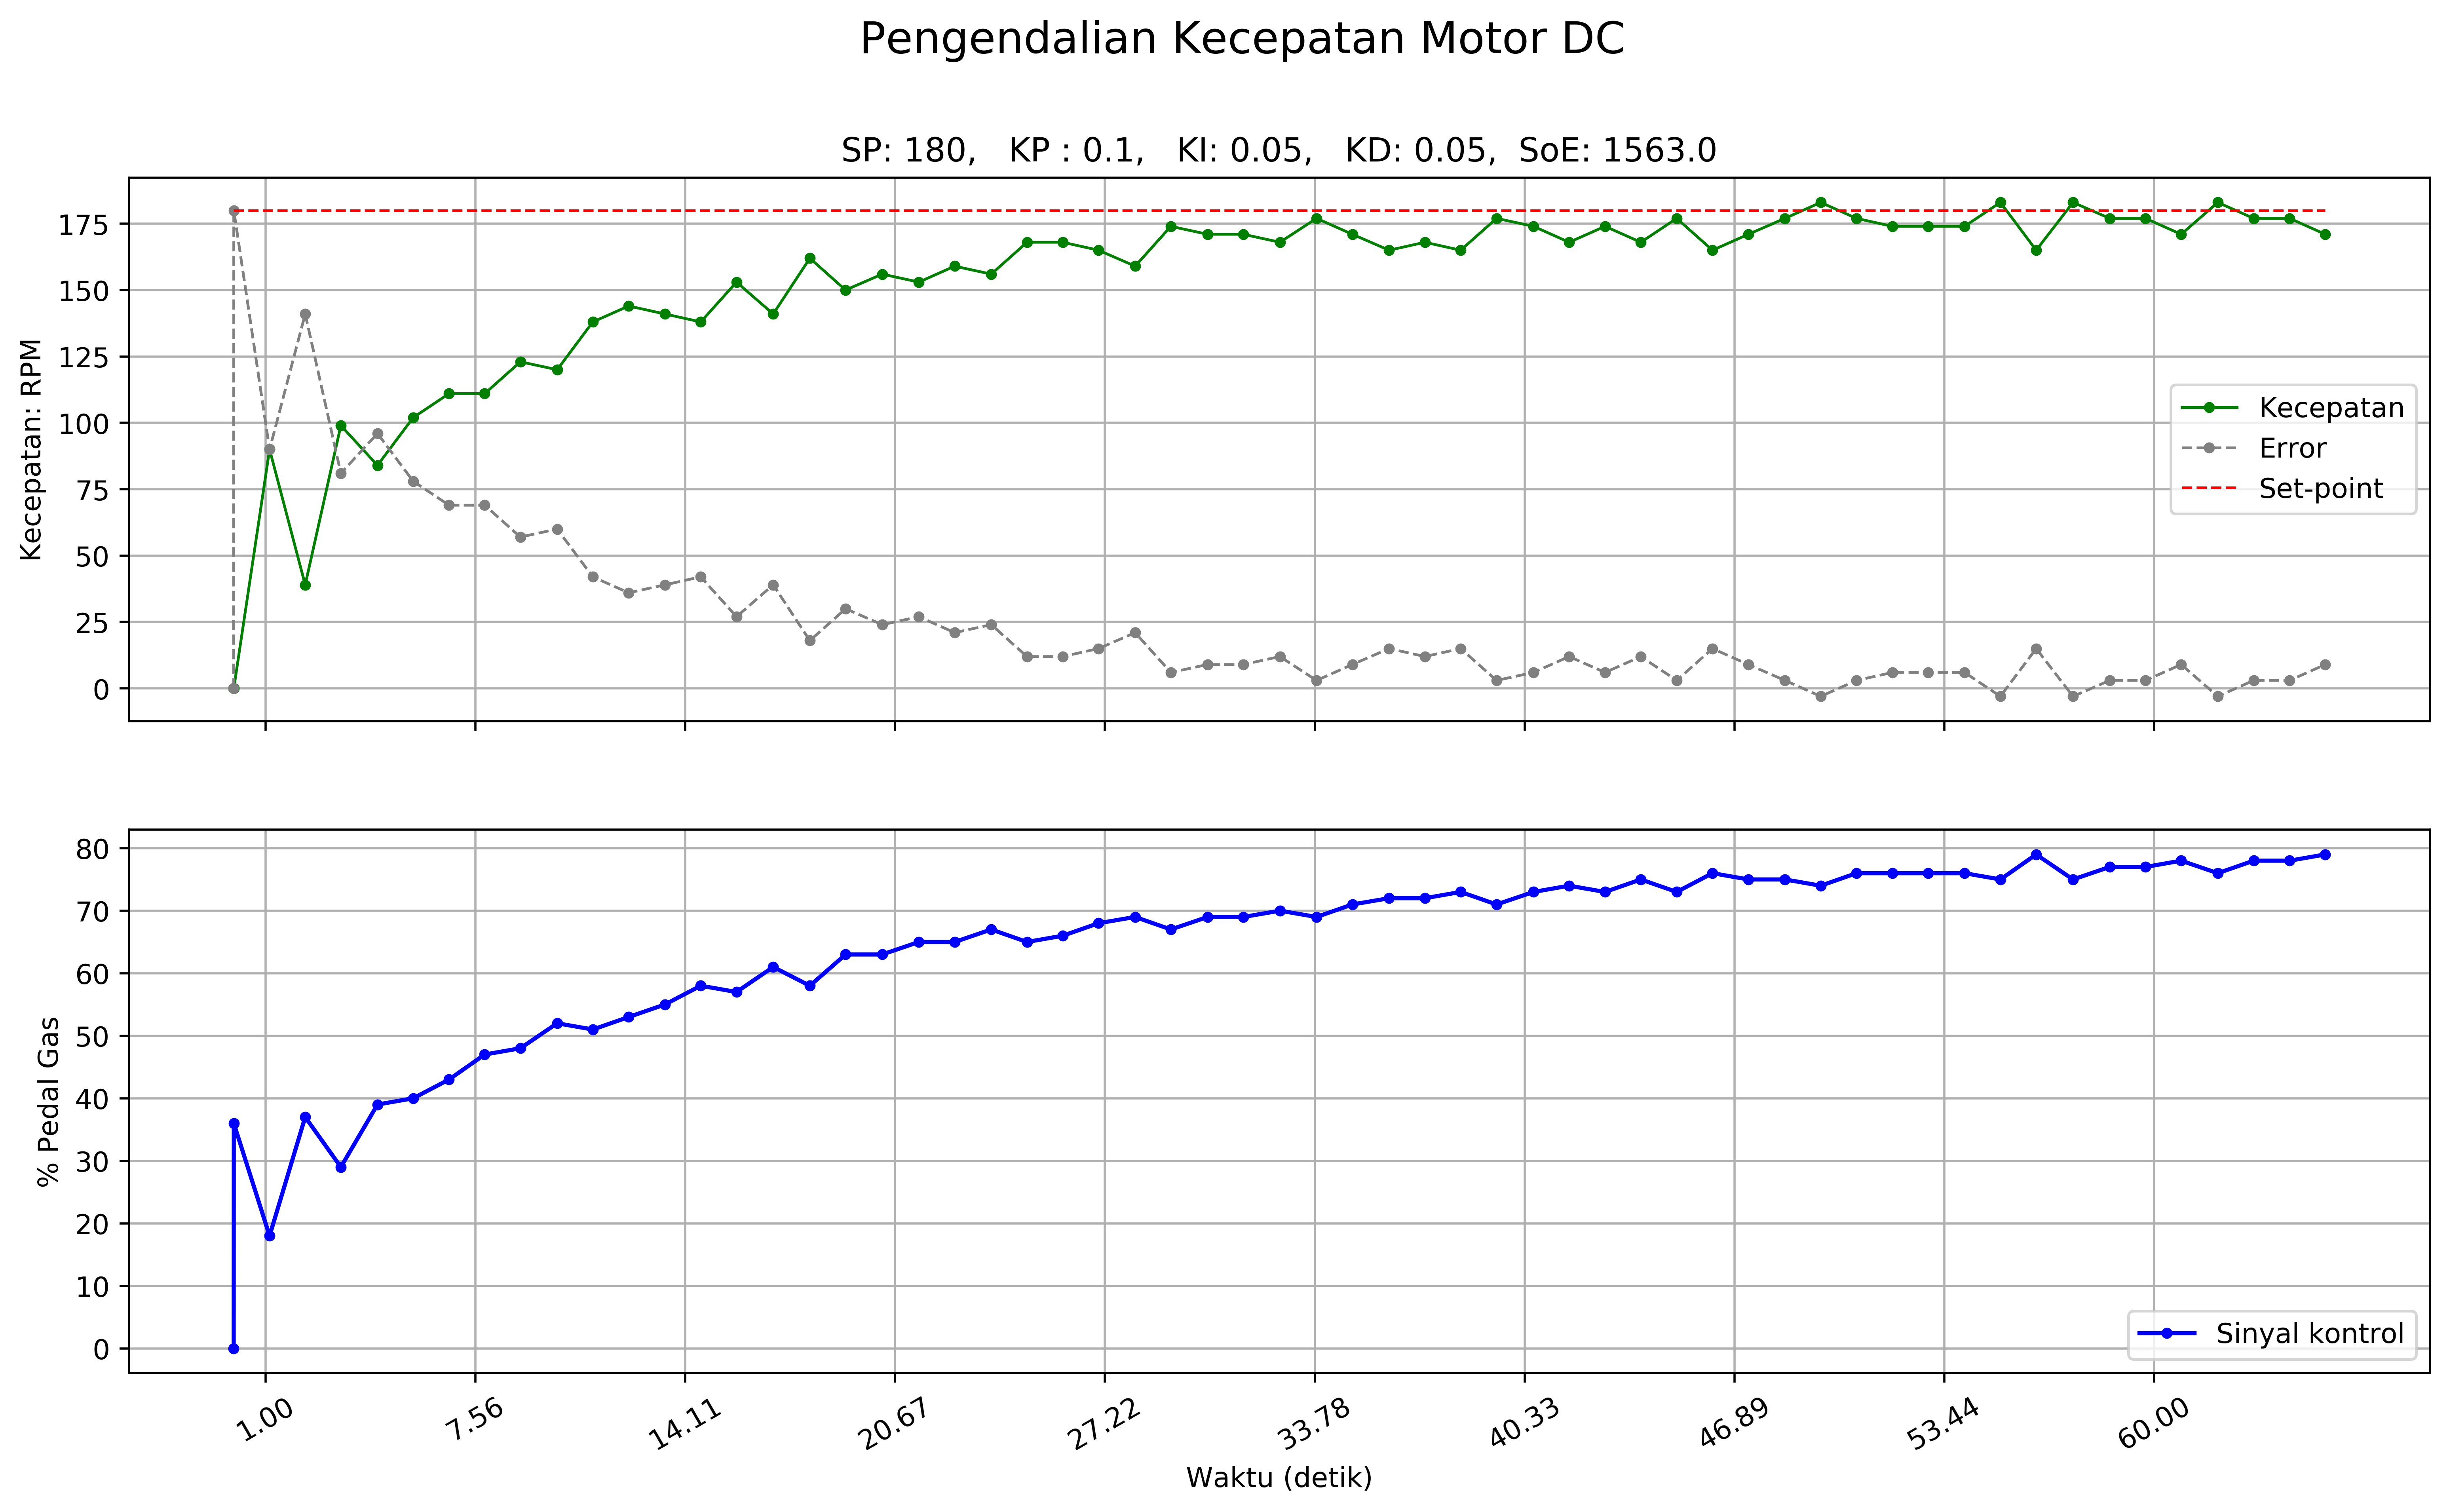 Pengendalian Kecepatan Motor DC
SP: 180, KP : 0.1, KI: 0.05, KD: 0.05, SoE: 1563.0
Kecepatan: RPM
175
150
125
100
75
50
25
0
Kecepatan
Error
Set-point
% Pedal Gas
80
70
60
50
40
30
20
10
0
Sinyal kontrol
1.00 7.56 14.11 20.67 27.22 33.78 40.33 46.89 53.44 60.00
Waktu (detik)